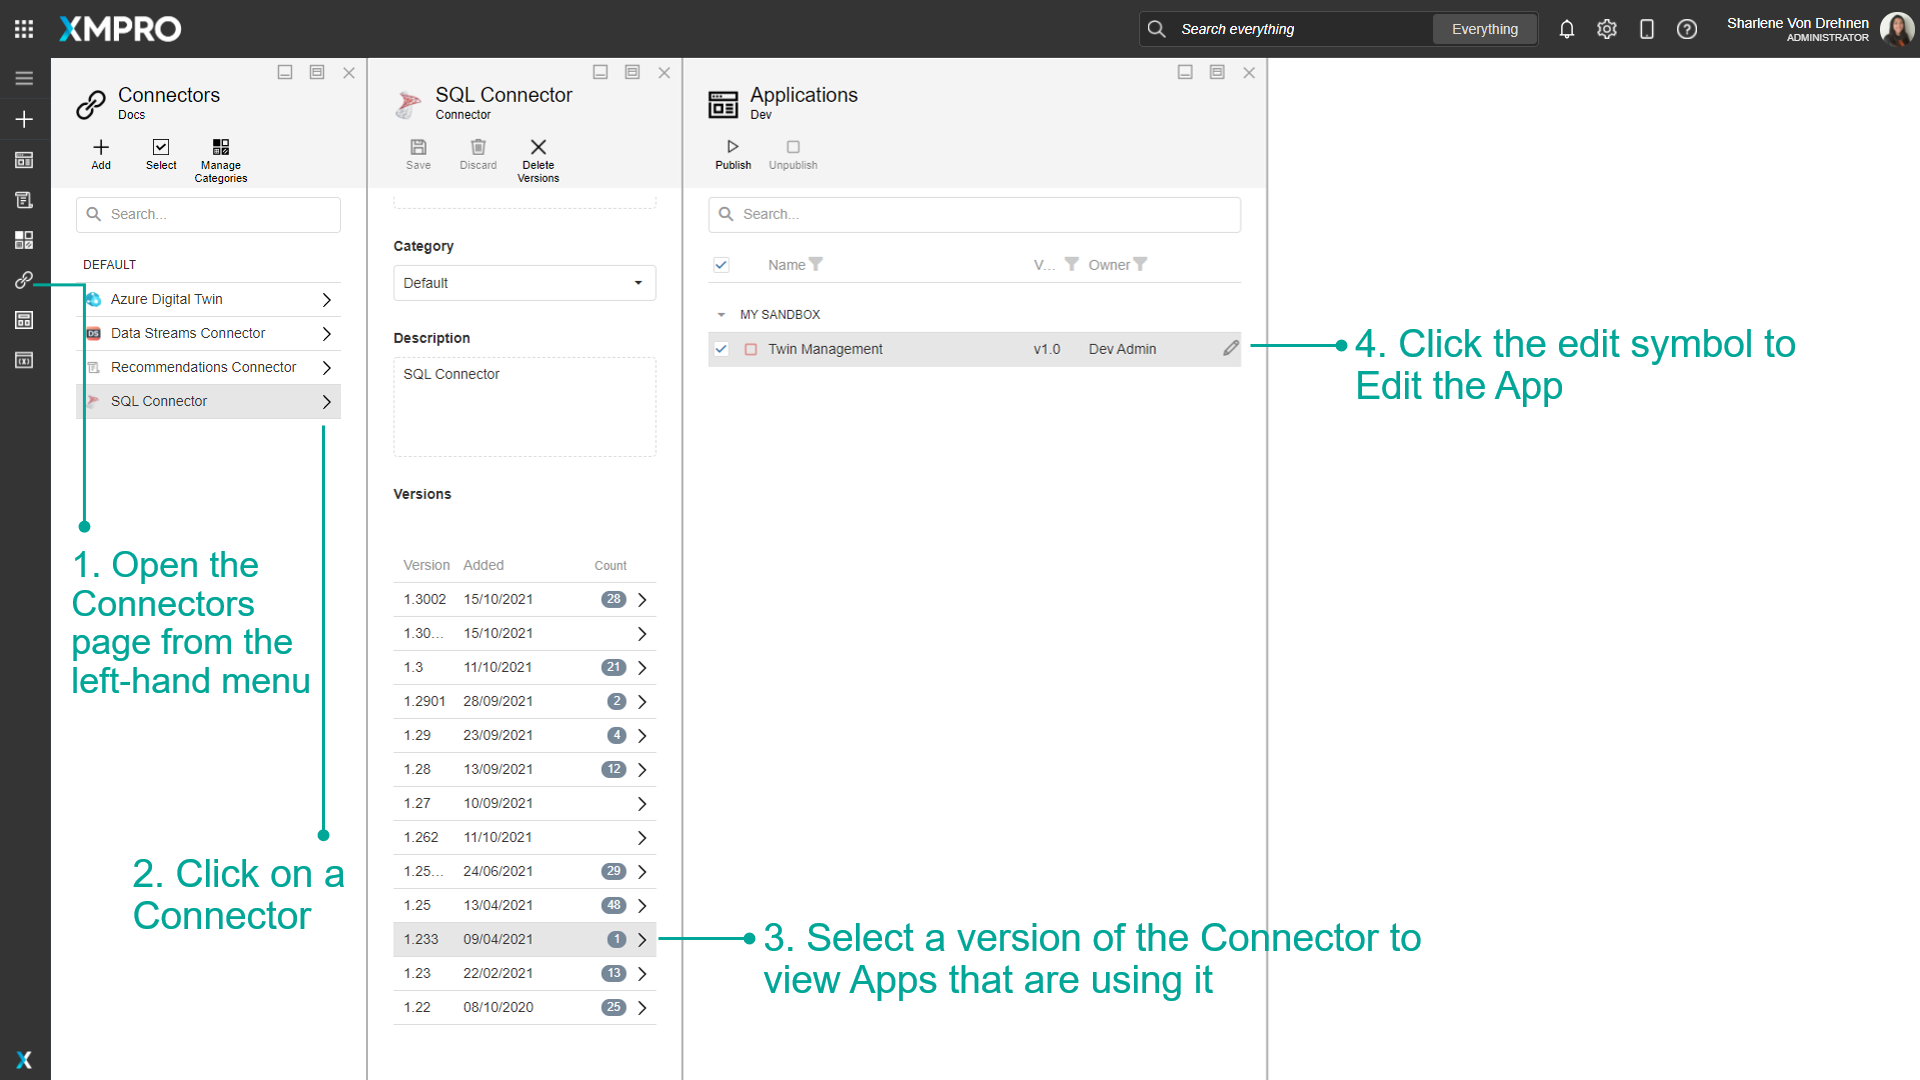 XMPRO
Search everything
Everything
Sharlene Von Drehnen
ADMINISTRATOR
Connectors
Docs
Add
Select
Manage
Categories
Search...
DEFAULT
Azure Digital Twin
Data Streams Connector
Recommendations Connector
SQL Connector
1. Open the
Connectors
page from the
left-hand menu
2. Click on a
Connector
SQL Connector
Connector
Save
Discard
Delete
Versions
Category
Default
Description
SQL Connector
Versions
Version Added Count
1.3002 15/10/2021 28
1.30... 15/10/2021
1.3 11/10/2021 21
1.2901 28/09/2021 2
1.29 23/09/2021 4
1.28 13/09/2021 12
1.27 10/09/2021
1.262 11/10/2021
1.25... 24/06/2021 29
1.25 13/04/2021 48
1.233 09/04/2021 1
1.23 22/02/2021 13
1.22 08/10/2020 25
Applications
Dev
Publish
Unpublish
Search...
Name V... Owner
MY SANDBOX
Twin Management v1.0 Dev Admin
4. Click the edit symbol to
Edit the App
3. Select a version of the Connector to
view Apps that are using it